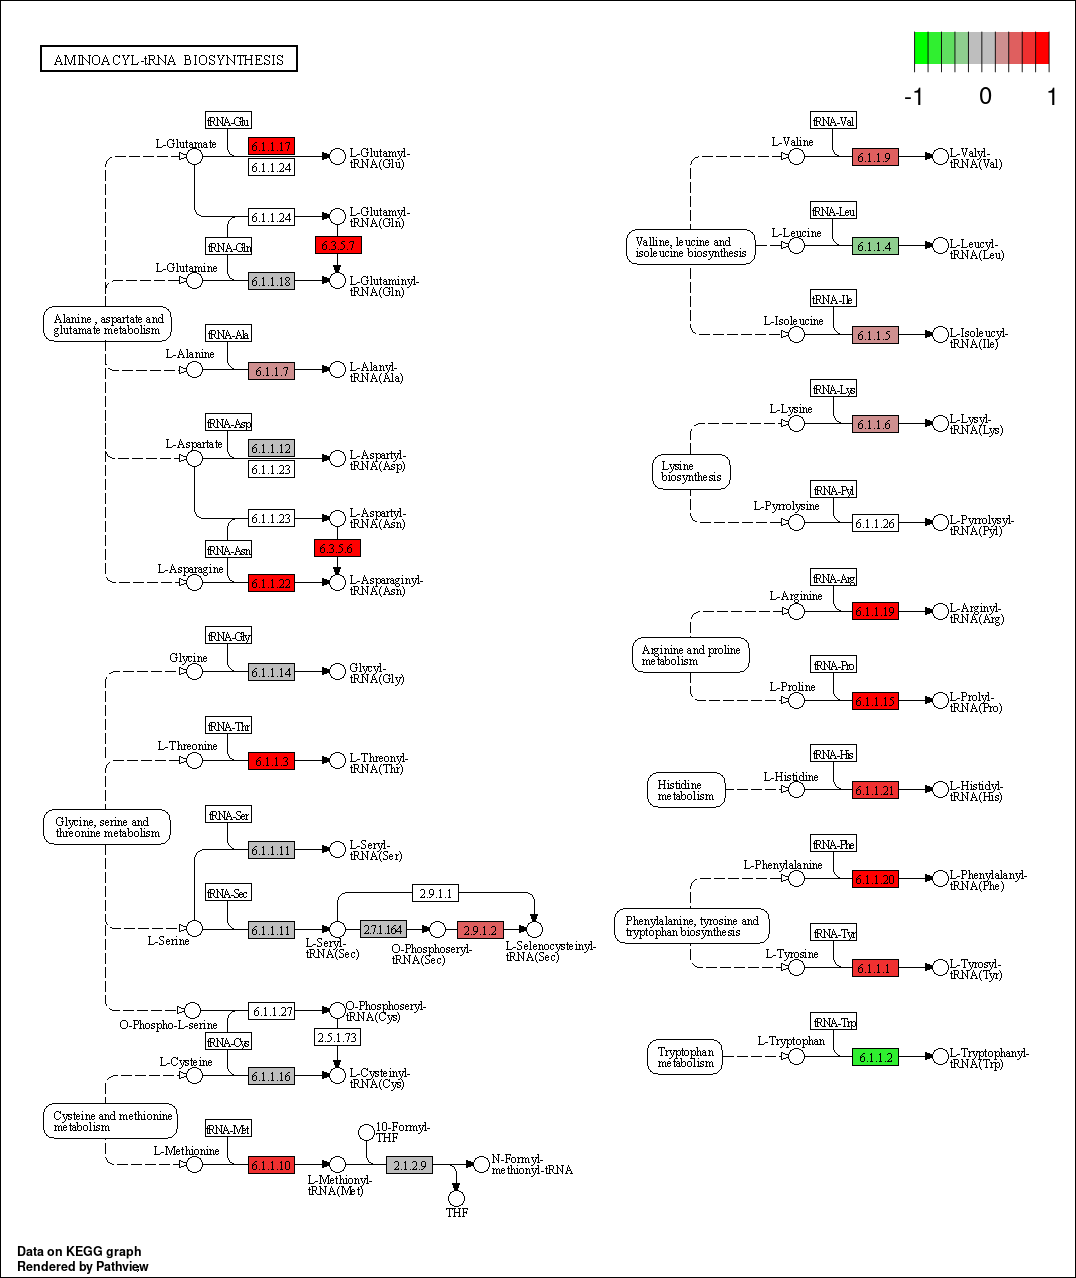 AMINOACYL-tRNA BIOSYNTHESIS
-1
0
1
tRNA-Glu
L-Glutamate
6.1.1.17
6.1.1.24
L-Glutamyl-
tRNA(Glu)
6.1.1.24
L-Glutamyl-
tRNA(Gln)
tRNA-Gln
6.3.5.7
L-Glutamine
6.1.1.18
L-Glutaminyl-
tRNA(Gln)
Alanine , aspartate and
glutamate metabolism
tRNA-Ala
L-Alanine
6.1.1.7
L-Alanyl-
tRNA(Ala)
tRNA-Asp
L-Aspartate
6.1.1.12
6.1.1.23
L-Aspartyl-
tRNA(Asp)
6.1.1.23
L-Aspartyl-
tRNA(Asn)
tRNA-Asn
6.3.5.6
L-Asparagine
6.1.1.22
L-Asparaginyl-
tRNA(Asn)
tRNA-Gly
Glycine
6.1.1.14
Glycyl-
tRNA(Gly)
tRNA-Thr
L-Threonine
6.1.1.3
L-Threonyl-
tRNA(Thr)
Glycine, serine and
threonine metabolism
tRNA-Ser
6.1.1.11
L-Seryl-
tRNA(Ser)
tRNA-Sec
L-Serine
6.1.1.11
L-Seryl-
tRNA(Sec)
2.9.1.1
2.7.1.164
O-Phosphoseryl-
tRNA(Sec)
2.9.1.2
L-Selenocysteinyl-
tRNA(Sec)
O-Phospho-L-serine
6.1.1.27
O-Phosphoseryl-
tRNA(Cys)
tRNA-Cys
2.5.1.73
L-Cysteine
6.1.1.16
L-Cysteinyl-
tRNA(Cys)
Cysteine and methionine
metabolism
tRNA-Met
L-Methionine
6.1.1.10
L-Methionyl-
tRNA(Met)
10-Formyl-
THF
2.1.2.9
N-Formyl-
methionyl-tRNA
THF
tRNA-Val
L-Valine
6.1.1.9
L-Valyl-
tRNA(Val)
tRNA-Leu
Valline, leucine and
isoleucine biosynthesis
L-Leucine
6.1.1.4
L-Leucyl-
tRNA(Leu)
tRNA-Ile
L-Isoleucine
6.1.1.5
L-Isoleucyl-
tRNA(Ile)
tRNA-Lys
L-Lysine
6.1.1.6
L-Lysyl-
tRNA(Lys)
Lysine
biosynthesis
tRNA-Pyl
L-Pyrrolysine
6.1.1.26
L-Pyrrolysyl-
tRNA(Pyl)
tRNA-Arg
L-Arginine
6.1.1.19
L-Arginyl-
tRNA(Arg)
Arginine and proline
metabolism
tRNA-Pro
L-Proline
6.1.1.15
L-Prolyl-
tRNA(Pro)
tRNA-His
Histidine
metabolism
L-Histidine
6.1.1.21
L-Histidyl-
tRNA(His)
tRNA-Phe
L-Phenylalanine
6.1.1.20
L-Phenylalanyl-
tRNA(Phe)
Phenylalanine, tyrosine and
tryptophan biosynthesis
tRNA-Tyr
L-Tyrosine
6.1.1.1
L-Tyrosyl-
tRNA(Tyr)
tRNA-Trp
Tryptophan
metabolism
L-Tryptophan
6.1.1.2
L-Tryptophanyl-
tRNA(Trp)
Data on KEGG graph
Rendered by Pathview